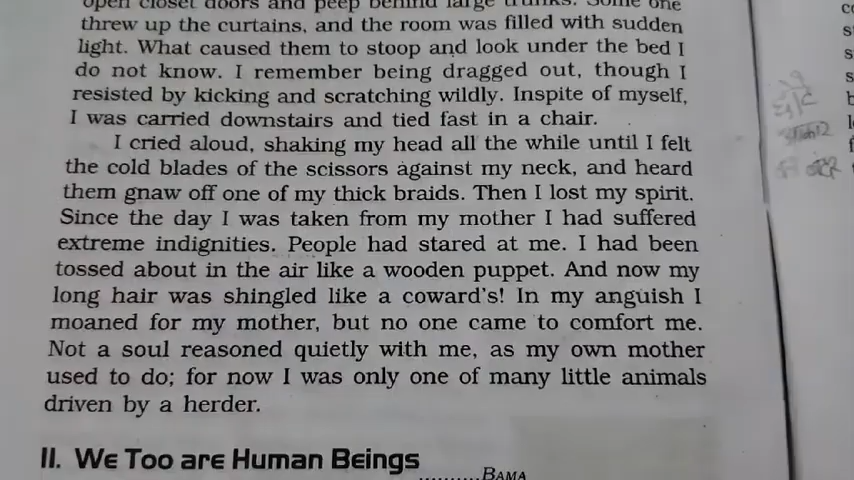 open closet doors and peep behind large trunks. Some one
threw up the curtains, and the room was filled with sudden
light. What caused them to stoop and look under the bed I
do not know. I remember being dragged out, though I
resisted by kicking and scratching wildly. Inspite of myself,
I was carried downstairs and tied fast in a chair.
I cried aloud, shaking my head all the while until I felt
the cold blades of the scissors against my neck, and heard
them gnaw off one of my thick braids. Then I lost my spirit.
Since the day I was taken from my mother I had suffered
extreme indignities. People had stared at me. I had been
tossed about in the air like a wooden puppet. And now my
long hair was shingled like a coward's! In my anguish I
moaned for my mother, but no one came to comfort me.
Not a soul reasoned quietly with me, as my own mother
used to do; for now I was only one of many little animals
driven by a herder.
II. We Too are Human Beings
..........BAMA